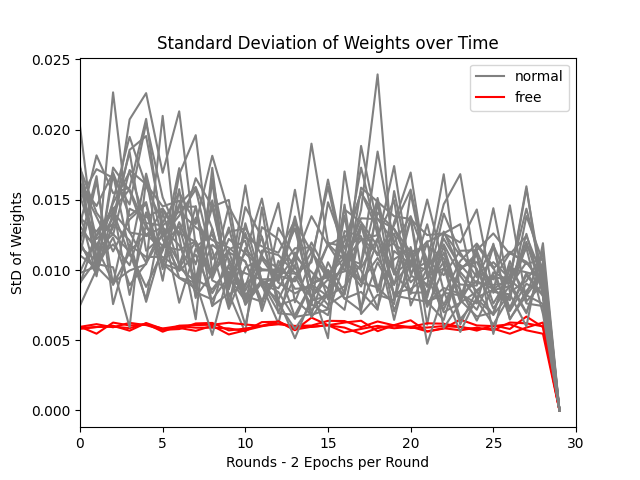 Standard Deviation of Weights over Time
StD of Weights
0.025
0.020
0.015
0.010
0.005
0.000
normal
free
0 5 10 15 20 25 30
Rounds - 2 Epochs per Round